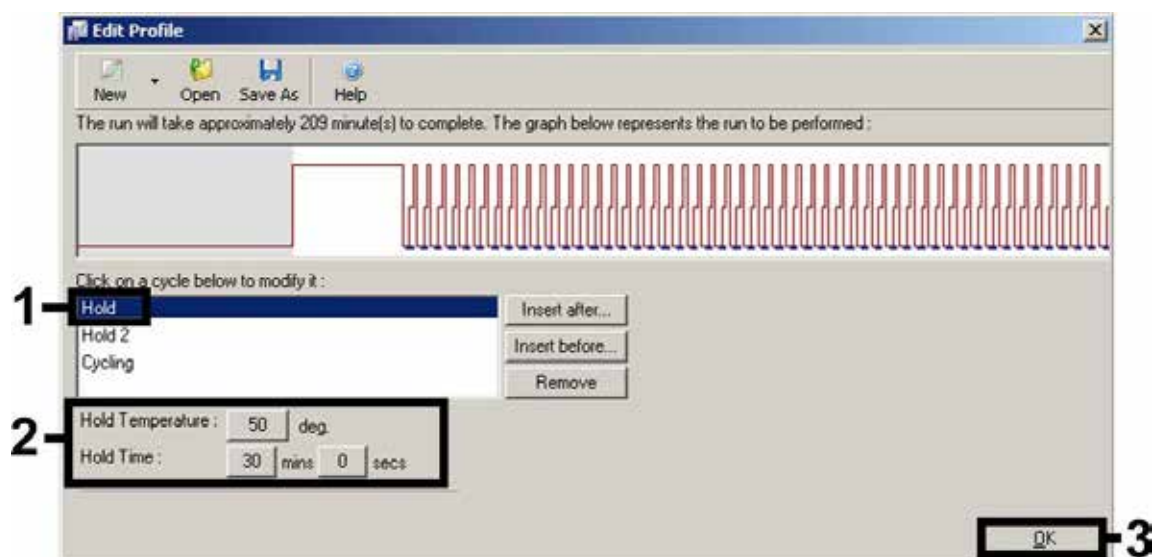 Edit Profile
New Open Save As Help
The run will take approximately 209 minute(s) to complete. The graph below represents the run to be performed :
Click on a cycle below to modify it :
1
Hold
Hold 2
Cycling
Insert after...
Insert before...
Remove
2
Hold Temperature : 50 deg.
Hold Time : 30 mins 0 secs
OK
3